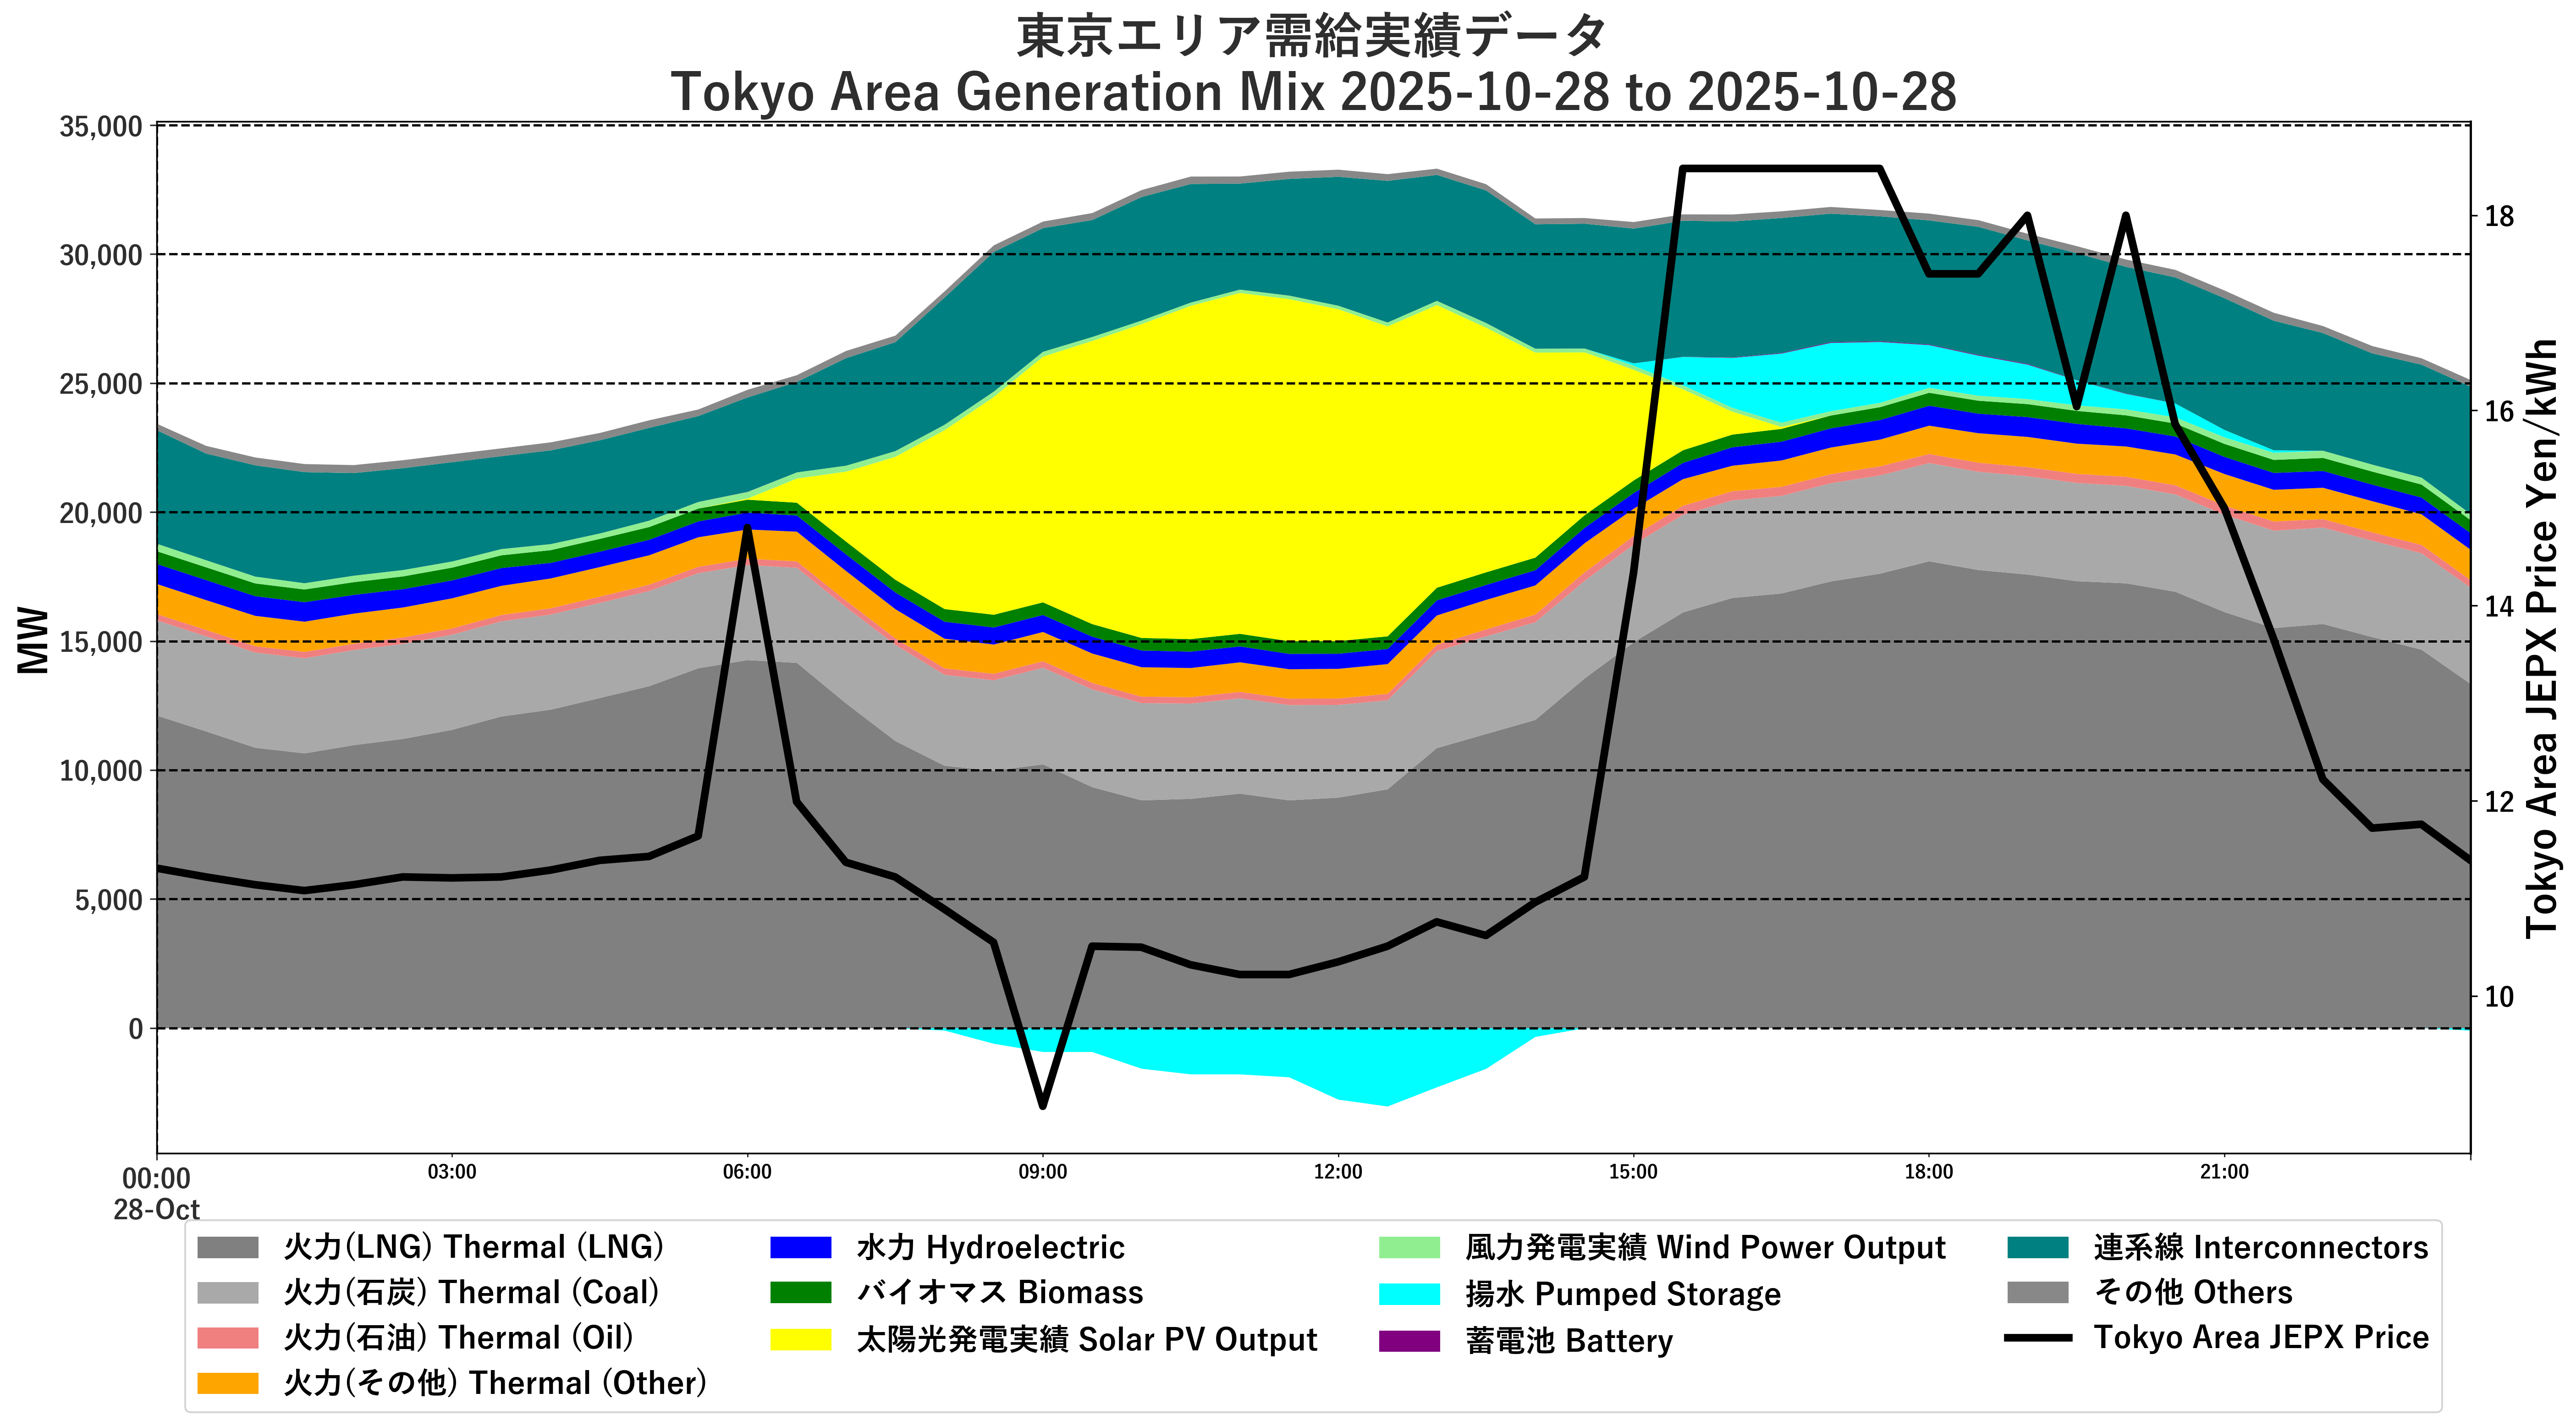 東京エリア需給実績データ
Tokyo Area Generation Mix 2025-10-28 to 2025-10-28
35,000
30,000
25,000
20,000
15,000
10,000
5,000
0
MW
18
16
14
12
10
Tokyo Area JEPX Price Yen/kWh
00:00
28-Oct
03:00
06:00
09:00
12:00
15:00
18:00
21:00
火力(LNG) Thermal (LNG)
火力(石炭) Thermal (Coal)
火力(石油) Thermal (Oil)
火力(その他) Thermal (Other)
水力 Hydroelectric
バイオマス Biomass
太陽光発電実績 Solar PV Output
風力発電実績 Wind Power Output
揚水 Pumped Storage
蓄電池 Battery
連系線 Interconnectors
その他 Others
Tokyo Area JEPX Price